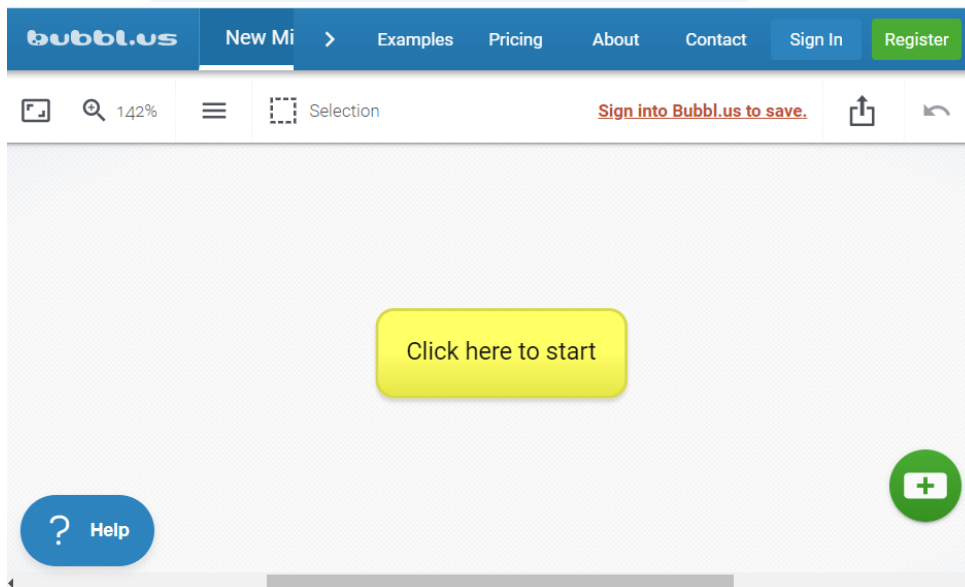 bubbl.us New Mi Examples Pricing About Contact Sign In Register
142% Selection Sign into Bubbl.us to save.
Click here to start
? Help